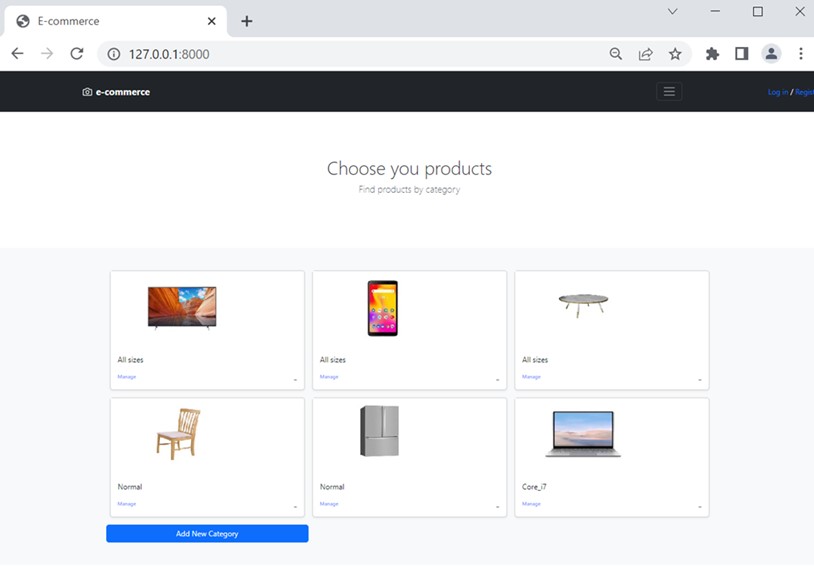 E-commerce
127.0.0.1:8000
e-commerce
Log in / Regis
Choose you products
Find products by category
All sizes
Manage
All sizes
Manage
All sizes
Manage
Normal
Manage
Normal
Manage
Core_i7
Manage
Add New Category